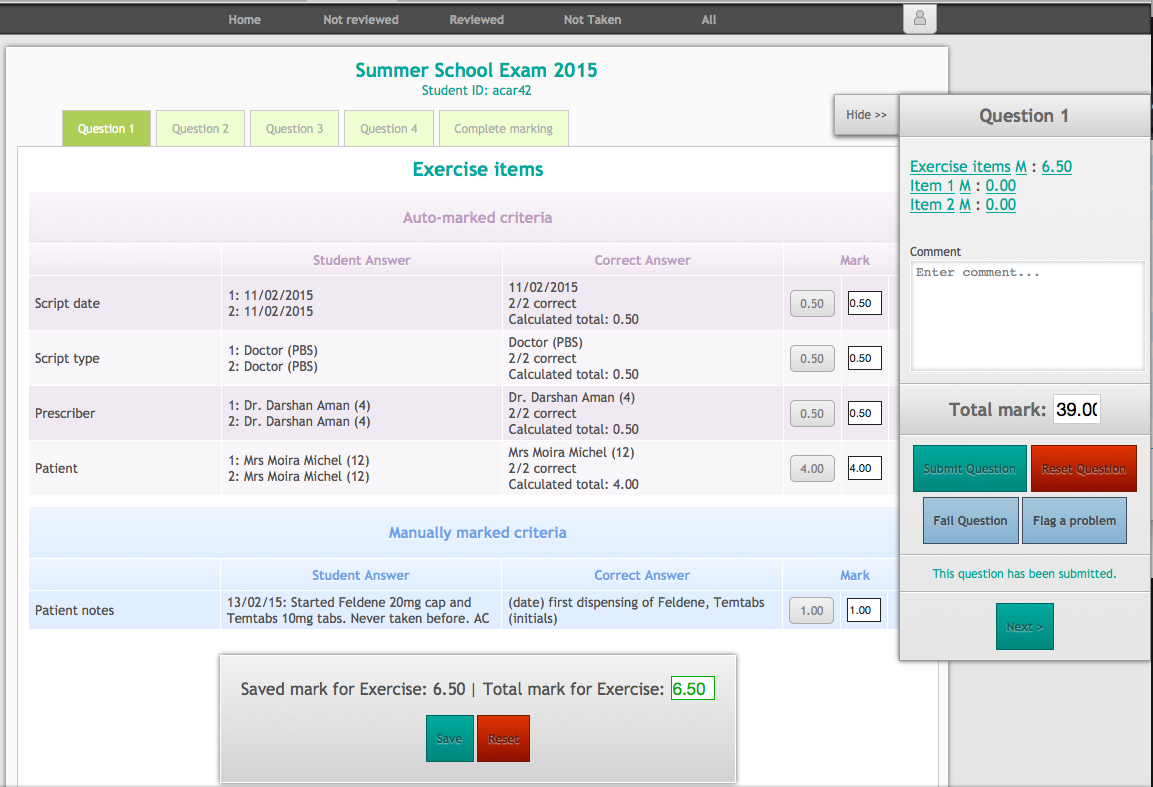 Home Not reviewed Reviewed Not Taken All
Summer School Exam 2015
Student ID: acar42
Question 1 Question 2 Question 3 Question 4 Complete marking
Exercise items
Auto-marked criteria
Student Answer Correct Answer Mark
Script date
1: 11/02/2015
2: 11/02/2015
11/02/2015
2/2 correct
Calculated total: 0.50
0.50 0.50
Script type
1: Doctor (PBS)
2: Doctor (PBS)
Doctor (PBS)
2/2 correct
Calculated total: 0.50
0.50 0.50
Prescriber
1: Dr. Darshan Aman (4)
2: Dr. Darshan Aman (4)
Dr. Darshan Aman (4)
2/2 correct
Calculated total: 0.50
0.50 0.50
Patient
1: Mrs Moira Michel (12)
2: Mrs Moira Michel (12)
Mrs Moira Michel (12)
2/2 correct
Calculated total: 4.00
4.00 4.00
Manually marked criteria
Student Answer Correct Answer Mark
Patient notes
13/02/15: Started Feldene 20mg cap and
Temtabs 10mg tabs. Never taken before. AC
(date) first dispensing of Feldene, Temtabs
(initials)
1.00 1.00
Saved mark for Exercise: 6.50 | Total mark for Exercise: 6.50
Save Reset
Hide >>
Question 1
Exercise items M : 6.50
Item 1 M : 0.00
Item 2 M : 0.00
Comment
Enter comment...
Total mark: 39.00
Submit Question Reset Question
Fail Question Flag a problem
This question has been submitted.
Next >